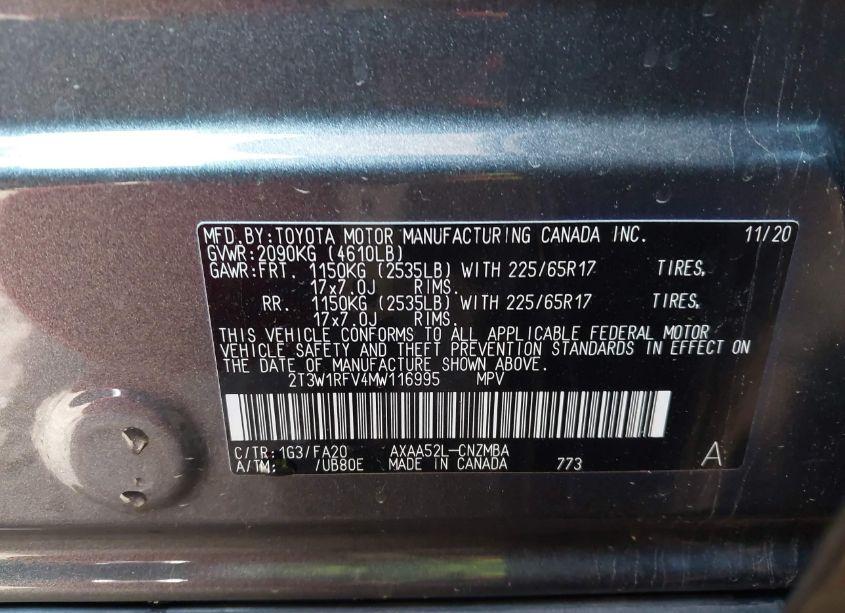 MFD.BY:TOYOTA MOTOR MANUFACTURING CANADA INC. 11/20
GVWR:2090KG (4610LB)
GAWR:FRT. 1150KG (2535LB) WITH 225/65R17 TIRES,
17x7.0J RIMS.
RR. 1150KG (2535LB) WITH 225/65R17 TIRES,
17x7.0J RIMS.
THIS VEHICLE CONFORMS TO ALL APPLICABLE FEDERAL MOTOR
VEHICLE SAFETY AND THEFT PREVENTION STANDARDS IN EFFECT ON
THE DATE OF MANUFACTURE SHOWN ABOVE.
2T3W1RFV4MW116995 MPV
C/TR:1G3/FA20 AXAA52L-CNZMBA A
A/TM: /UB80E MADE IN CANADA 773